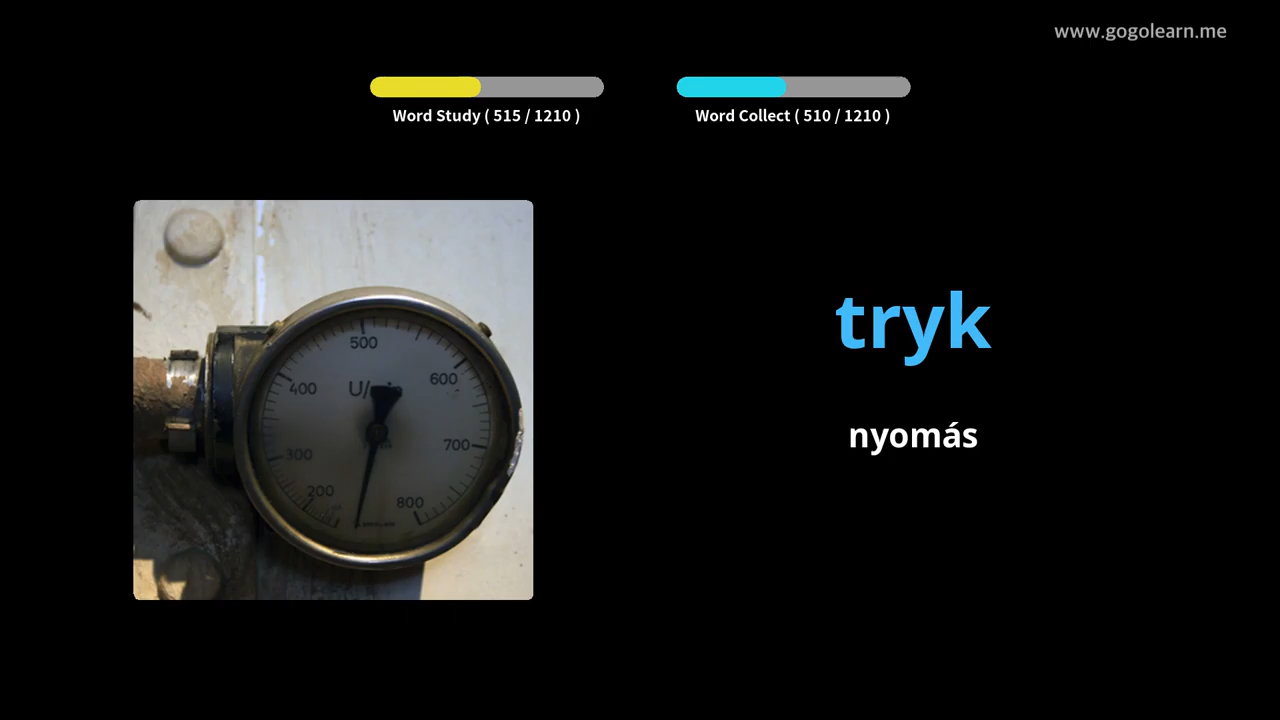 www.gogolearn.me
Word Study ( 515 / 1210 )
Word Collect ( 510 / 1210 )
500
400
600
300
700
200
800
tryk
nyomás